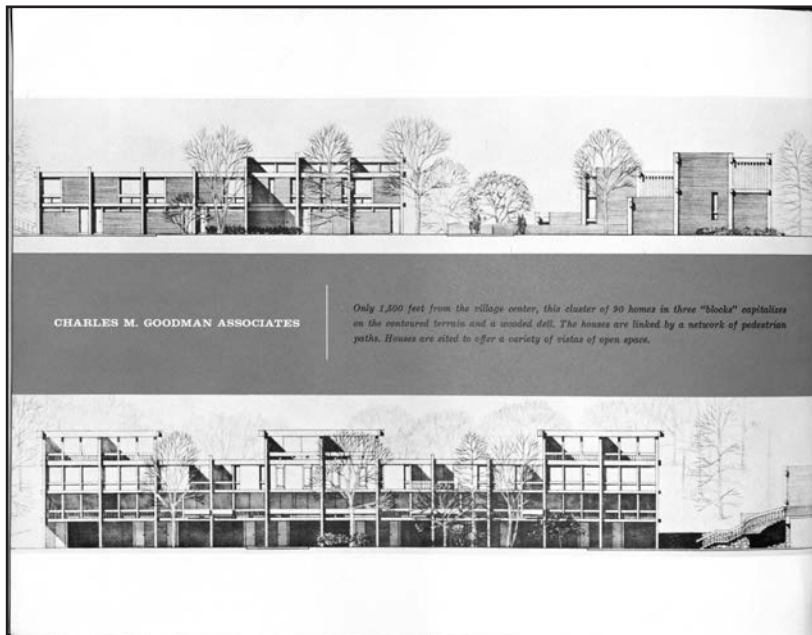 CHARLES M. GOODMAN ASSOCIATES
Only 1,500 feet from the village center, this cluster of 90 homes in three "blocks" capitalizes
on the contoured terrain and a wooded dell. The houses are linked by a network of pedestrian
paths. Houses are sited to offer a variety of vistas of open space.